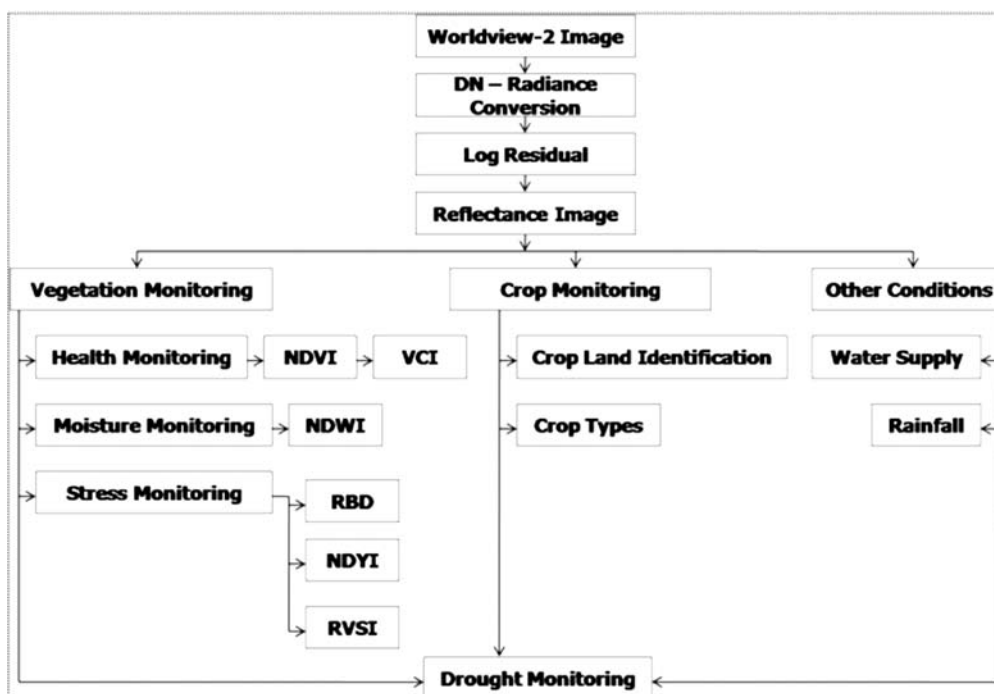 Worldview-2 Image
DN – Radiance
Conversion
Log Residual
Reflectance Image
Vegetation Monitoring
Crop Monitoring
Other Conditions
Health Monitoring
NDVI
VCI
Crop Land Identification
Water Supply
Moisture Monitoring
NDWI
Crop Types
Rainfall
Stress Monitoring
RBD
NDYI
RVSI
Drought Monitoring